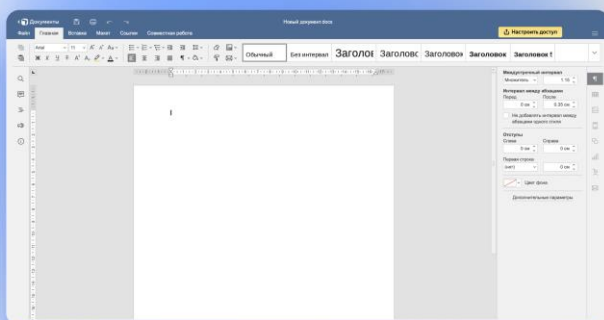 Документы
Новый документ.docx
Файл Главная Вставка Макет Ссылки Совместная работа
Настроить доступ
Arial 11
Обычный Без интервал Заголов Заголовс Заголовок Заголовок Заголовок !
Междустрочный интервал
Множитель 1.15
Интервал между абзацами
Перед После
0 см 0.35 см
Не добавлять интервал между
абзацами одного стиля
Отступы
Слева Справа
0 см 0 см
Первая строка
(нет) 0 см
Цвет фона
Дополнительные параметры